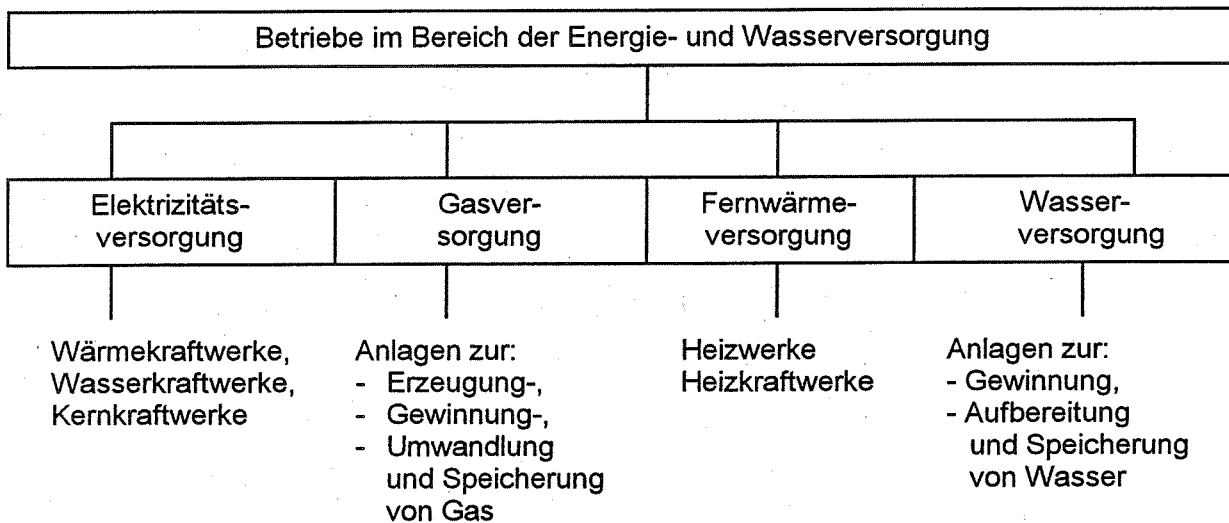 Betriebe im Bereich der Energie- und Wasserversorgung
Elektrizitäts-
versorgung
Gasver-
sorgung
Fernwärme-
versorgung
Wasser-
versorgung
Wärmekraftwerke,
Wasserkraftwerke,
Kernkraftwerke
Anlagen zur:
- Erzeugung-,
- Gewinnung-,
- Umwandlung
und Speicherung
von Gas
Heizwerke
Heizkraftwerke
Anlagen zur:
- Gewinnung,
- Aufbereitung
und Speicherung
von Wasser